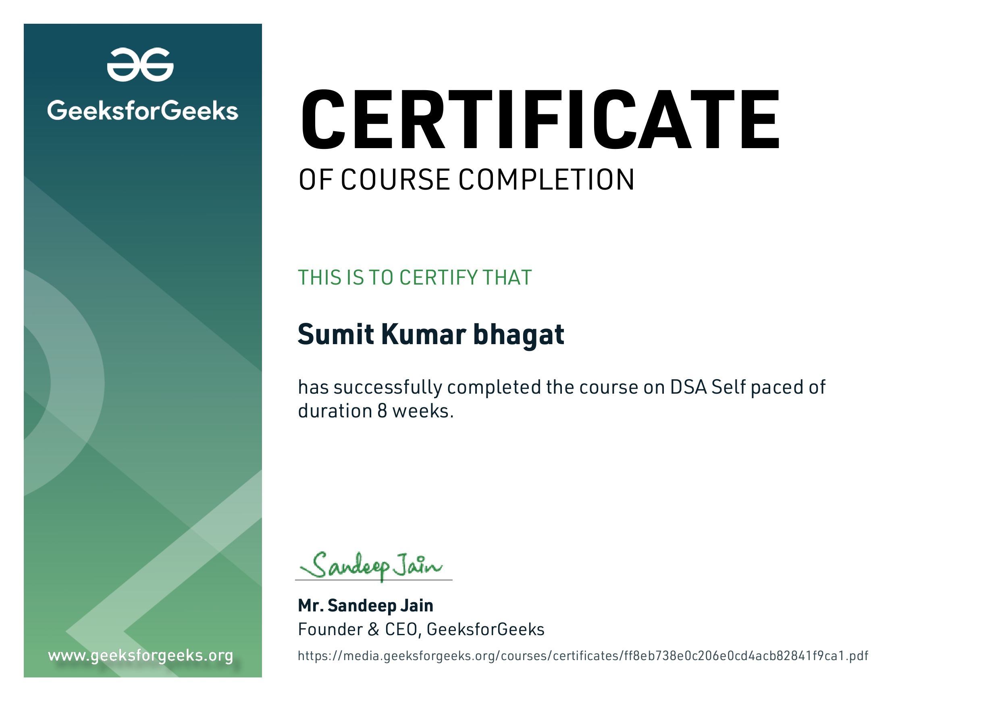 GeeksforGeeks
CERTIFICATE
OF COURSE COMPLETION
THIS IS TO CERTIFY THAT
Sumit Kumar bhagat
has successfully completed the course on DSA Self paced of
duration 8 weeks.
Sandeep Jain
Mr. Sandeep Jain
Founder & CEO, GeeksforGeeks
https://media.geeksforgeeks.org/courses/certificates/ff8eb738e0c206e0cd4acb82841f9ca1.pdf
www.geeksforgeeks.org